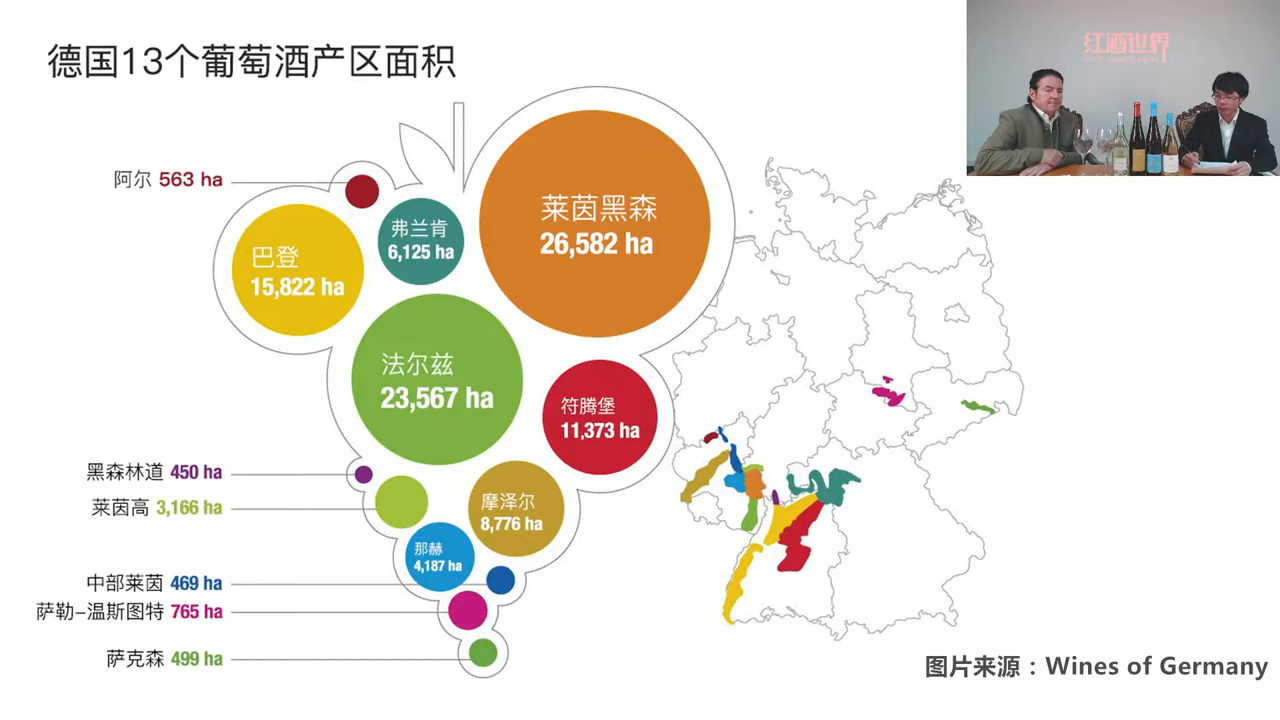 德国13个葡萄酒产区面积
红酒世界
阿尔 563 ha
弗兰肯
6,125 ha
莱茵黑森
26,582 ha
巴登
15,822 ha
法尔兹
23,567 ha
符腾堡
11,373 ha
黑森林道 450 ha
莱茵高 3,166 ha
摩泽尔
8,776 ha
那赫
4,187 ha
中部莱茵 469 ha
萨勒-温斯图特 765 ha
萨克森 499 ha
图片来源：Wines of Germany